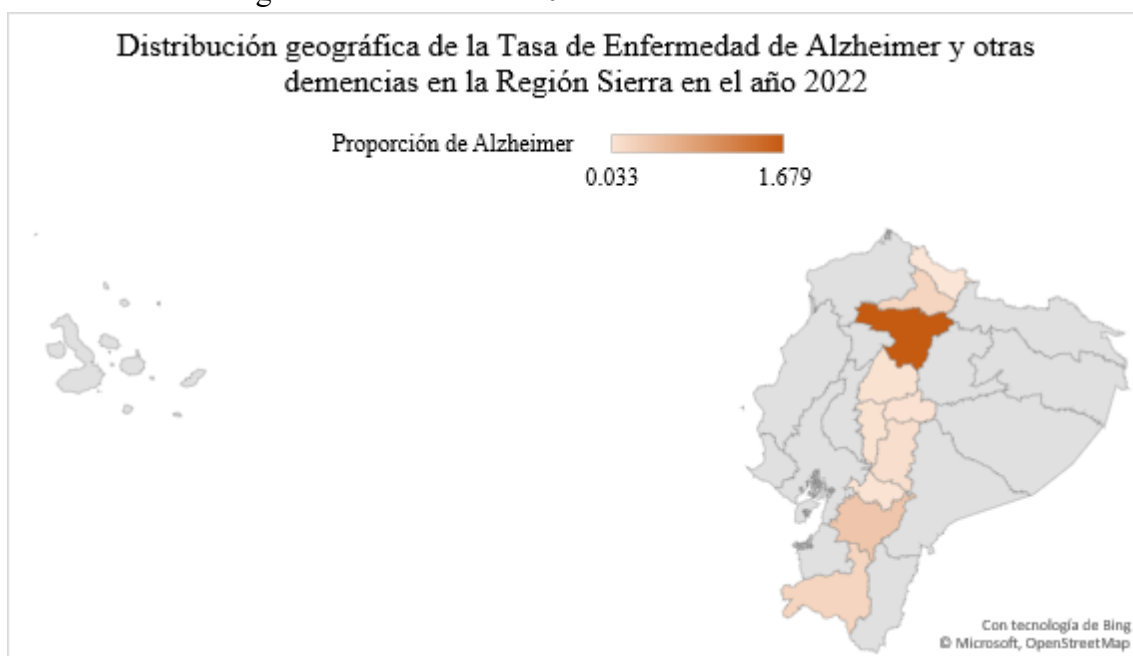 Distribución geográfica de la Tasa de Enfermedad de Alzheimer y otras
demencias en la Región Sierra en el año 2022
Proporción de Alzheimer
0.033 1.679
Con tecnología de Bing
© Microsoft, OpenStreetMap